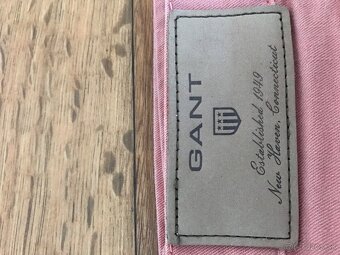 GANT
Established 1949
New Haven, Connecticut